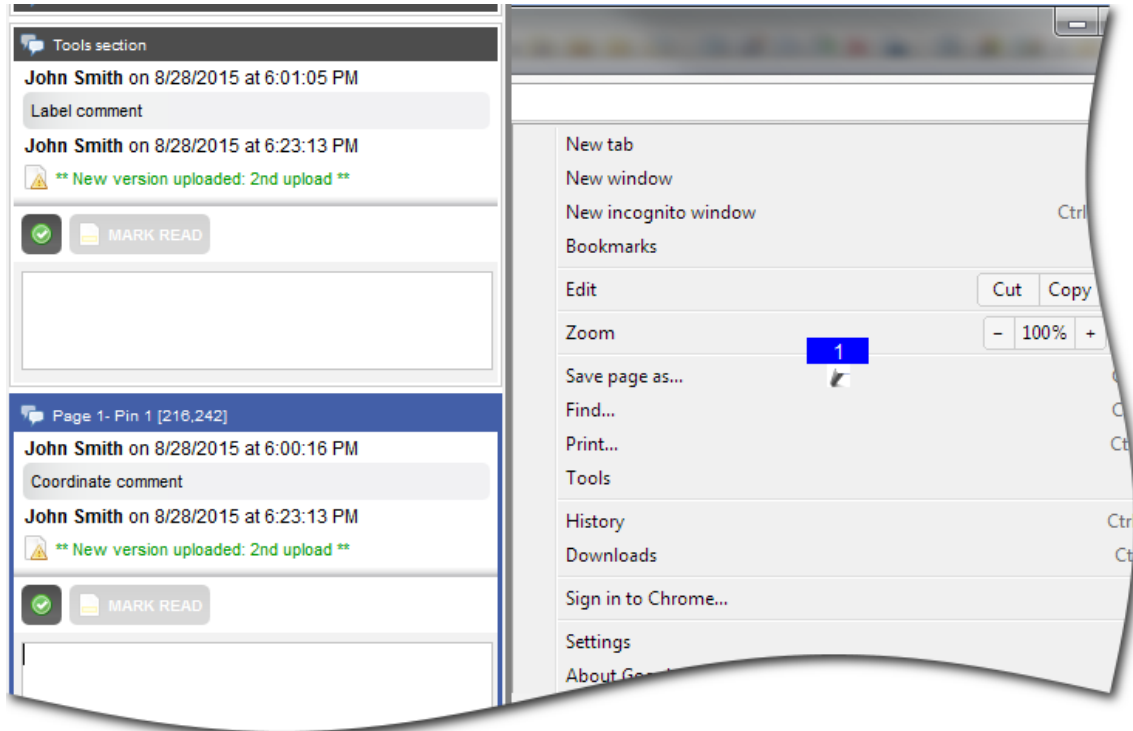 Tools section
John Smith on 8/28/2015 at 6:01:05 PM
Label comment
John Smith on 8/28/2015 at 6:23:13 PM
** New version uploaded: 2nd upload **
MARK READ
Page 1- Pin 1 [216,242]
John Smith on 8/28/2015 at 6:00:16 PM
Coordinate comment
John Smith on 8/28/2015 at 6:23:13 PM
** New version uploaded: 2nd upload **
MARK READ
New tab
New window
New incognito window Ctrl
Bookmarks
Edit Cut Copy
Zoom - 100% +
1
Save page as...
Find...
Print... Ct
Tools
History Ctr
Downloads Ct
Sign in to Chrome...
Settings
About